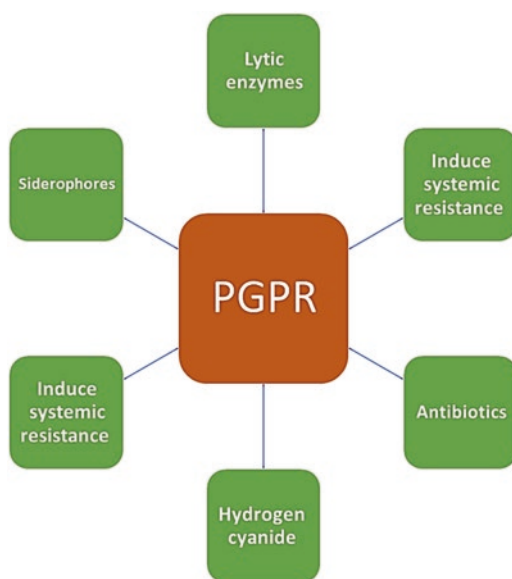 Lytic
enzymes
Siderophores
Induce
systemic
resistance
PGPR
Induce
systemic
resistance
Antibiotics
Hydrogen
cyanide